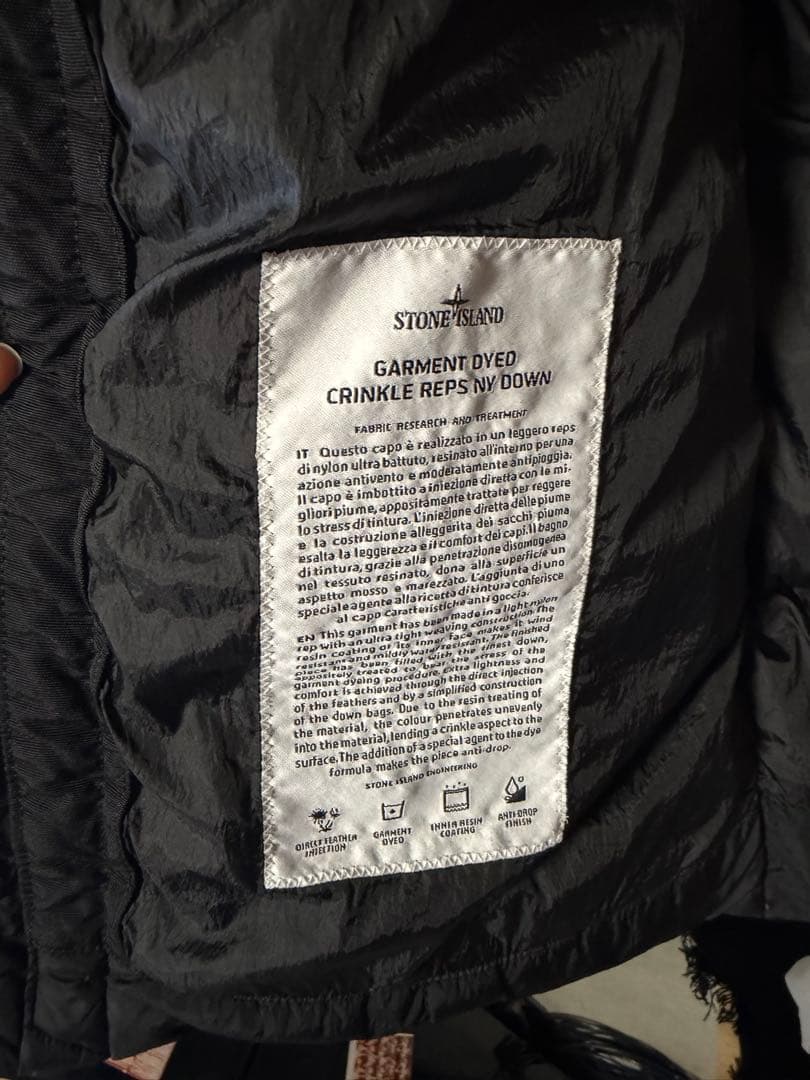 STONE ISLAND
GARMENT DYED
CRINKLE REPS NY DOWN
FABRIC RESEARCH AND TREATMENT
IT Questo capo è realizzato in un leggero reps
di nylon ultra battuto, resinato all'interno per una
azione antivento e moderatamente antipioggia.
Il capo è imbottito a iniezione diretta con le mi-
gliori piume, appositamente trattate per reggere
lo stress di tintura. L'iniezione diretta delle piume
e la costruzione alleggerita dei sacchi piuma
esalta la leggerezza e il comfort dei capi. Il bagno
di tintura, grazie alla penetrazione disomogenea
nel tessuto resinato, dona alla superficie un
aspetto mosso e marezzato. L'aggiunta di uno
speciale agente alla ricetta di tintura conferisce
al capo caratteristiche anti goccia.
EN This garment has been made in a light nylon
rep with an ultra tight weaving construction. The
resin coating of its inner face makes it wind
resistant and mildly water resistant. The finished
piece has been filled with the finest down,
appositely treated to bear the stress of the
garment dyeing procedure. Extra lightness and
comfort is achieved through the direct injection
of the feathers and by a simplified construction
of the down bags. Due to the resin treating of
the material, the colour penetrates unevenly
into the material, lending a crinkle aspect to the
surface. The addition of a special agent to the dye
formula makes the piece anti-drop.
STONE ISLAND ENGINEERING
DIRECT FEATHER
INJECTION
GARMENT
DYED
INNER RESIN
COATING
ANTI DROP
FINISH